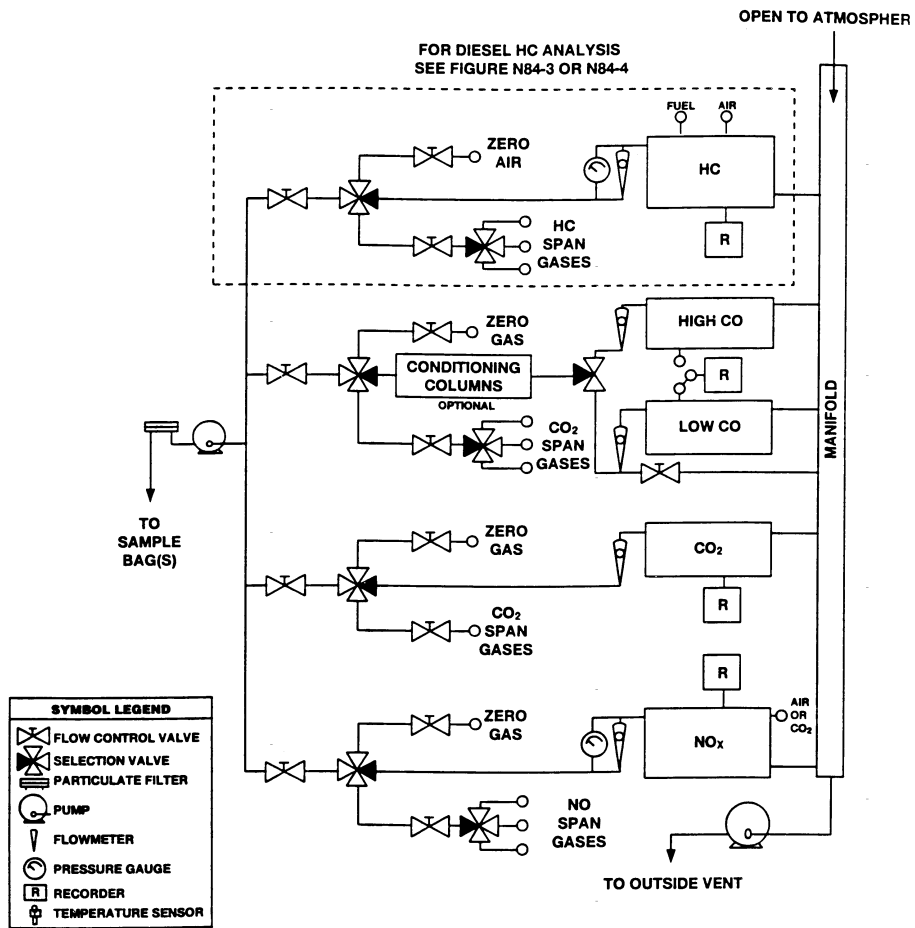 OPEN TO ATMOSPHER
FOR DIESEL HC ANALYSIS
SEE FIGURE N84-3 OR N84-4
FUEL
AIR
ZERO
AIR
HC
R
HC
SPAN
GASES
ZERO
GAS
HIGH CO
CONDITIONING
COLUMNS
OPTIONAL
R
LOW CO
CO₂
SPAN
GASES
MANIFOLD
TO
SAMPLE
BAG(S)
ZERO
GAS
CO₂
R
CO₂
SPAN
GASES
R
ZERO
GAS
NOX
AIR
OR
CO₂
NO
SPAN
GASES
TO OUTSIDE VENT
SYMBOL LEGEND
FLOW CONTROL VALVE
SELECTION VALVE
PARTICULATE FILTER
PUMP
FLOWMETER
PRESSURE GAUGE
R RECORDER
TEMPERATURE SENSOR